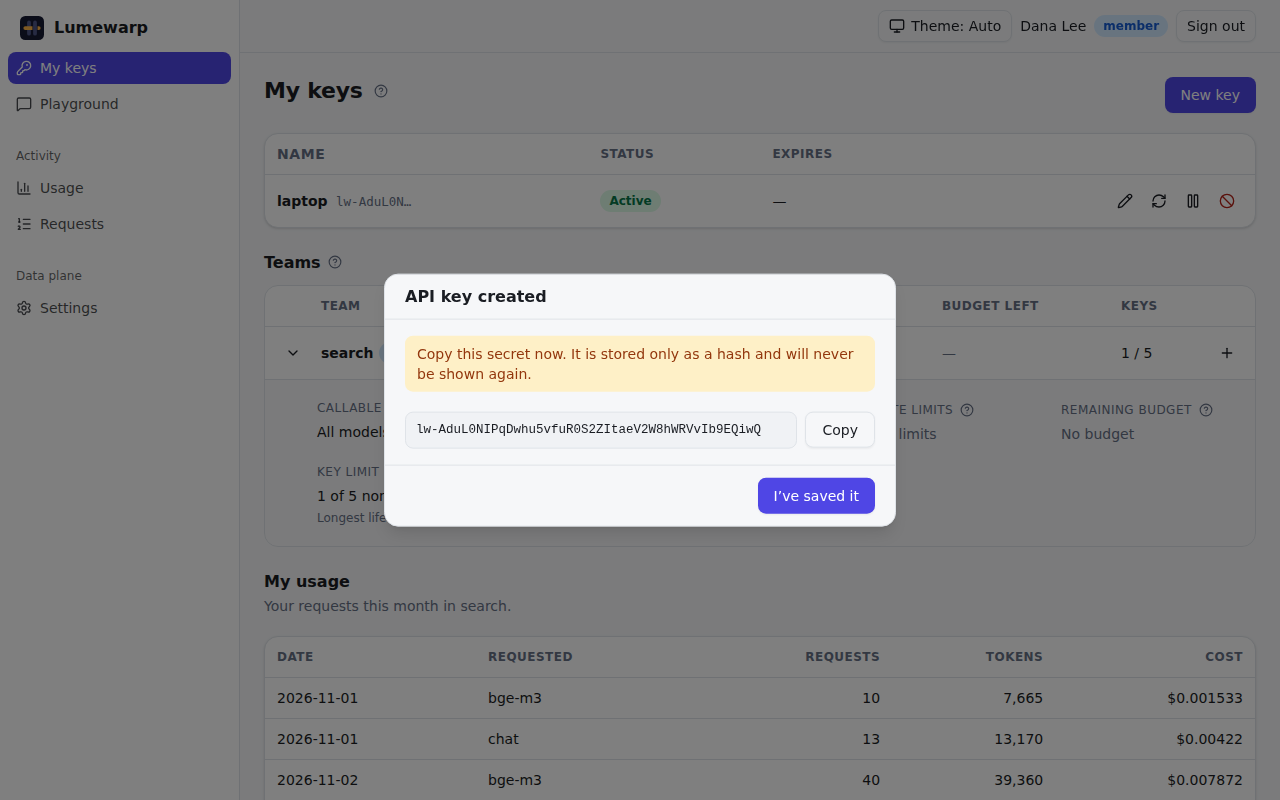 Lumewarp
Theme: Auto
Dana Lee
member
Sign out
My keys
Playground
Activity
Usage
Requests
Data plane
Settings
My keys
New key
NAME STATUS EXPIRES
laptop lw-AduL0N… Active —
Teams
TEAM BUDGET LEFT KEYS
search — 1 / 5
CALLABLE LIMITS REMAINING BUDGET
All limits No budget
KEY LIMIT
1 of 5
Longest
API key created
Copy this secret now. It is stored only as a hash and will never
be shown again.
lw-AduL0NIPqDwhu5vfuR0S2ZItaeV2W8hWRVvIb9EQiwQ
Copy
I’ve saved it
My usage
Your requests this month in search.
DATE REQUESTED REQUESTS TOKENS COST
2026-11-01 bge-m3 10 7,665 $0.001533
2026-11-01 chat 13 13,170 $0.00422
2026-11-02 bge-m3 40 39,360 $0.007872